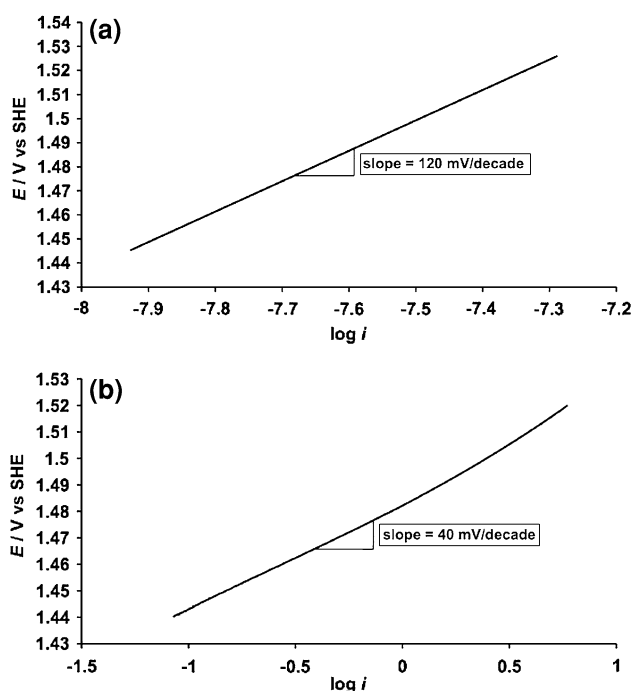 (a)
1.54
1.53
1.52
1.51
1.5
1.49
1.48
1.47
1.46
1.45
1.44
1.43
E / V vs SHE
slope = 120 mV/decade
-8 -7.9 -7.8 -7.7 -7.6 -7.5 -7.4 -7.3 -7.2
log i
(b)
1.53
1.52
1.51
1.5
1.49
1.48
1.47
1.46
1.45
1.44
1.43
E / V vs SHE
slope = 40 mV/decade
-1.5 -1 -0.5 0 0.5 1
log i